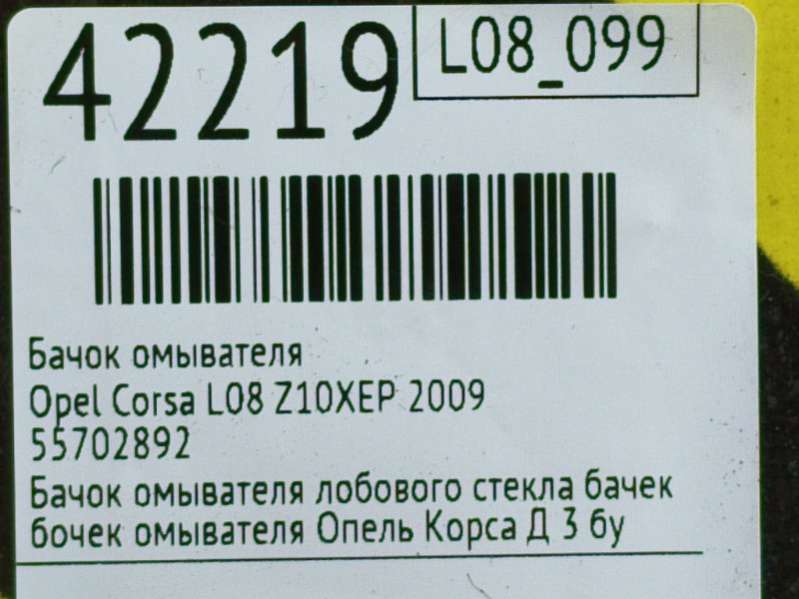 42219
L08_099
Бачок омывателя
Opel Corsa L08 Z10XEP 2009
55702892
Бачок омывателя лобового стекла бачек
бочек омывателя Опель Корса Д 3 бу